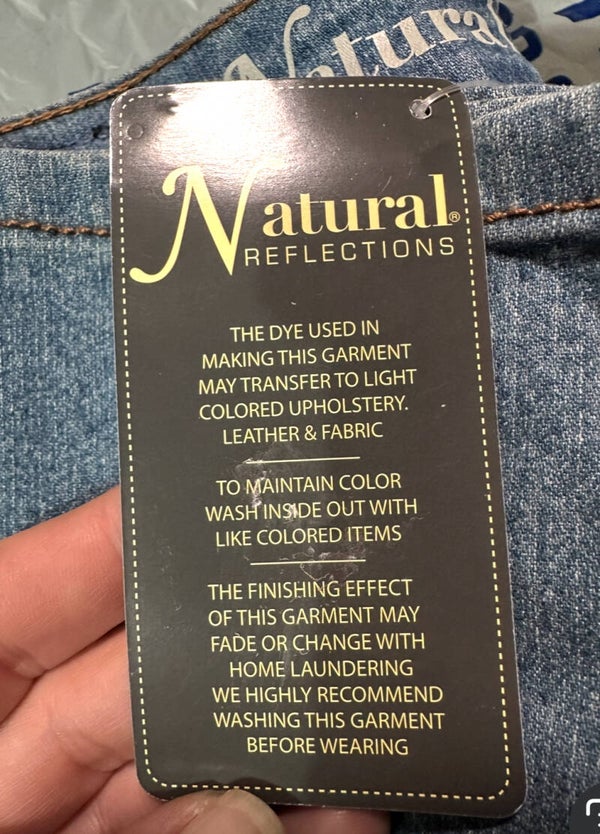 Natura
Natural®
REFLECTIONS
THE DYE USED IN
MAKING THIS GARMENT
MAY TRANSFER TO LIGHT
COLORED UPHOLSTERY.
LEATHER & FABRIC
TO MAINTAIN COLOR
WASH INSIDE OUT WITH
LIKE COLORED ITEMS
THE FINISHING EFFECT
OF THIS GARMENT MAY
FADE OR CHANGE WITH
HOME LAUNDERING
WE HIGHLY RECOMMEND
WASHING THIS GARMENT
BEFORE WEARING